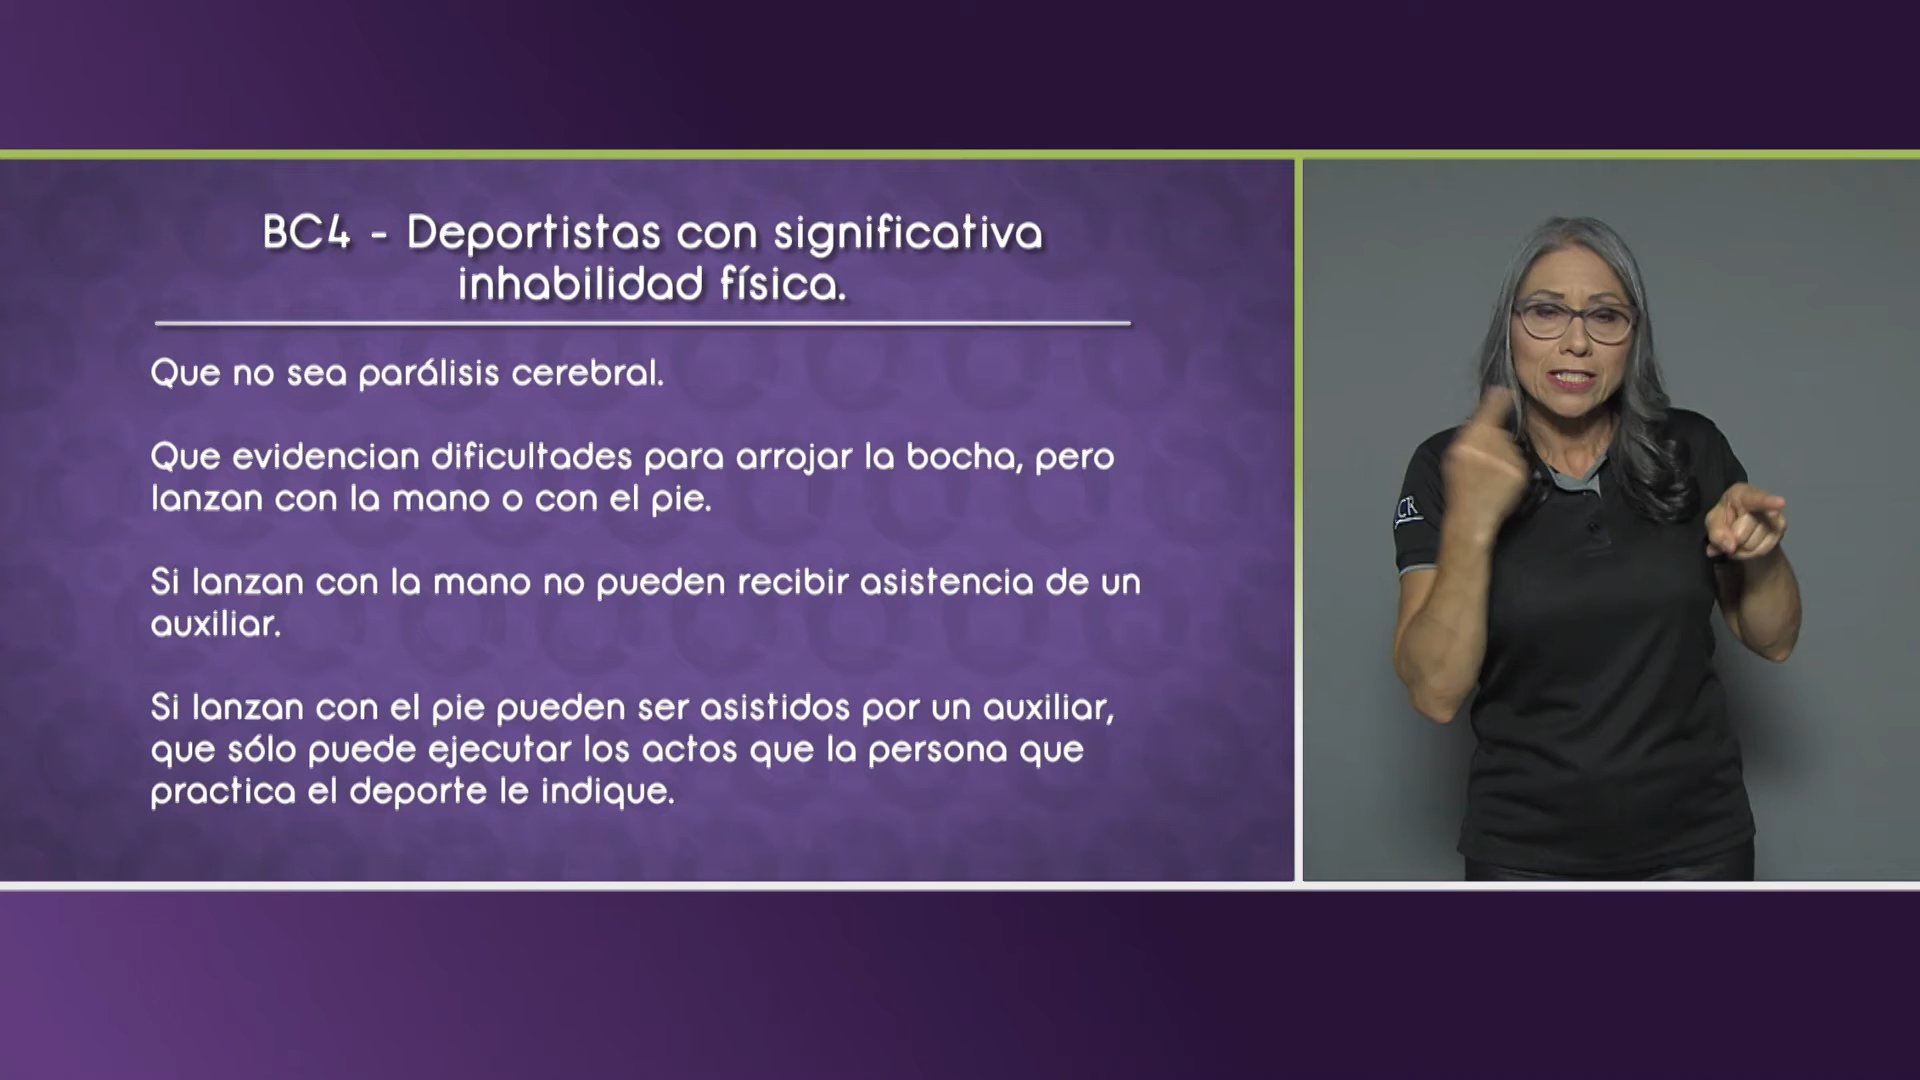 BC4 - Deportistas con significativa
inhabilidad física.
Que no sea parálisis cerebral.
Que evidencian dificultades para arrojar la bocha, pero
lanzan con la mano o con el pie.
Si lanzan con la mano no pueden recibir asistencia de un
auxiliar.
Si lanzan con el pie pueden ser asistidos por un auxiliar,
que sólo puede ejecutar los actos que la persona que
practica el deporte le indique.
CR